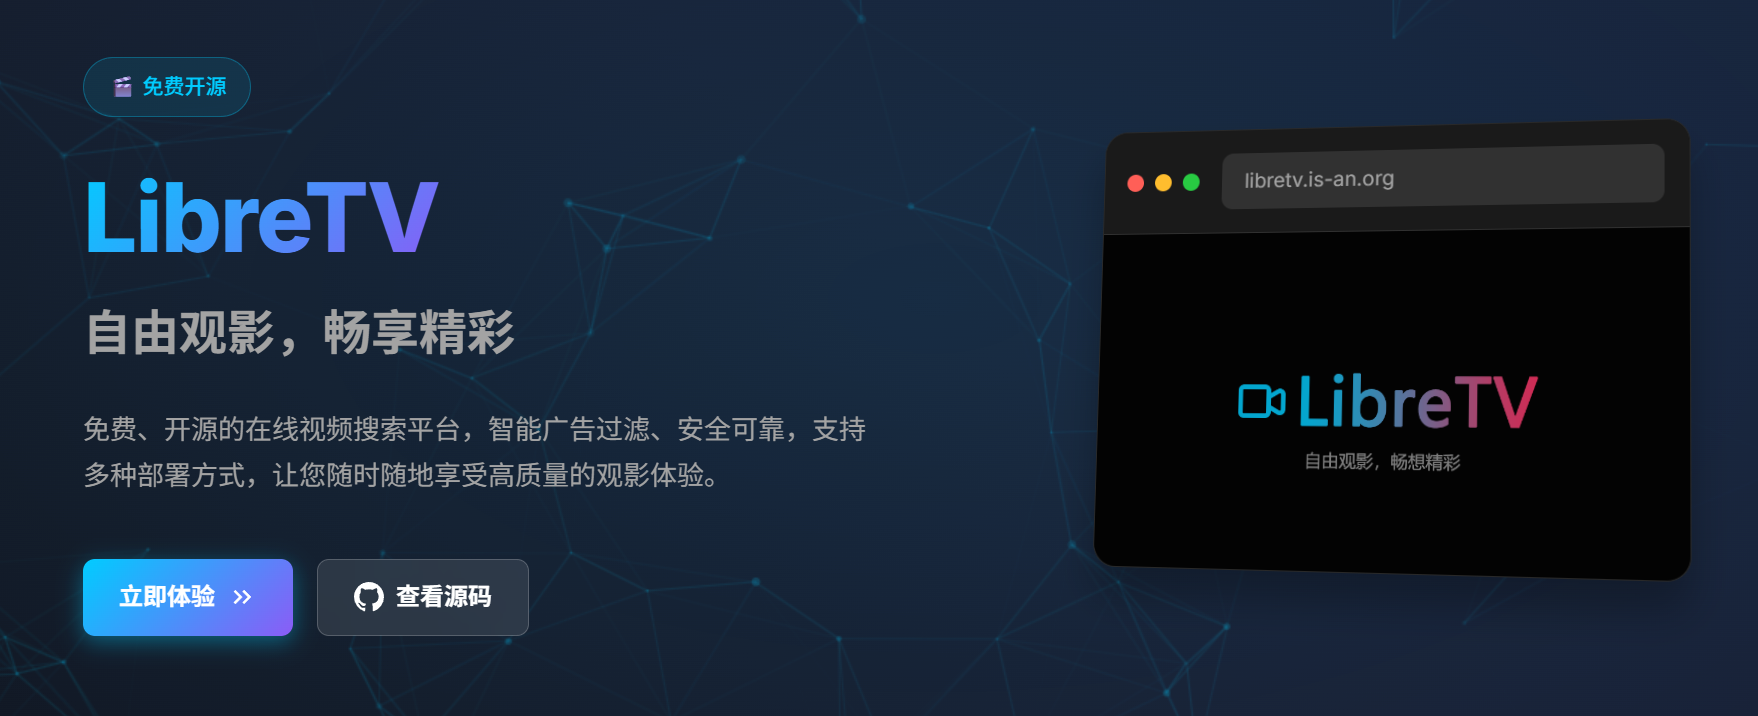 免费开源
LibreTV
自由观影，畅享精彩
免费、开源的在线视频搜索平台，智能广告过滤、安全可靠，支持
多种部署方式，让您随时随地享受高质量的观影体验。
立即体验
查看源码
libretv.is-an.org
LibreTV
自由观影，畅想精彩